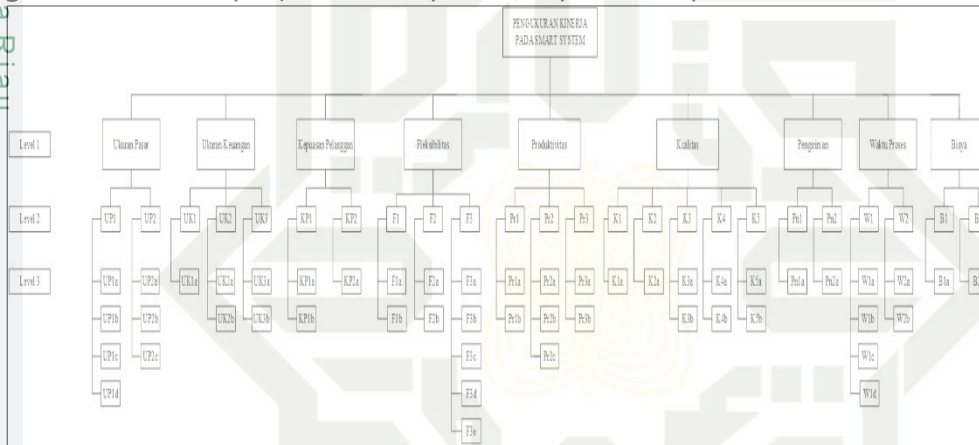 PENGUKURAN KINERJA
PADA SMART SYSTEM
Level 1
Ukuran Pasar
Ukuran Keuangan
Kepuasan Pelanggan
Fleksibilitas
Produktivitas
Kualitas
Pengiriman
Waktu Proses
Biaya
Level 2
UP1 UP2 UK1 UK2 UK3 KP1 KP2 F1 F2 F3 Pr1 Pr2 Pr3 K1 K2 K3 K4 K5 Pn1 Pn2 W1 W2 B1
Level 3
UP1a UP2a UK1a UK2a UK3a KP1a KP2a F1a F2a F3a Pr1a Pr2a Pr3a K1a K2a K3a K4a K5a Pn1a Pn2a W1a W2a B1a
UP1b UP2b UK2b UK3b KP1b F1b F2b F3b Pr1b Pr2b Pr3b K3b K4b K5b W1b W2b
UP1c UP2c F3c Pr2c W1c
UP1d F3d W1d
F3e
a Riau